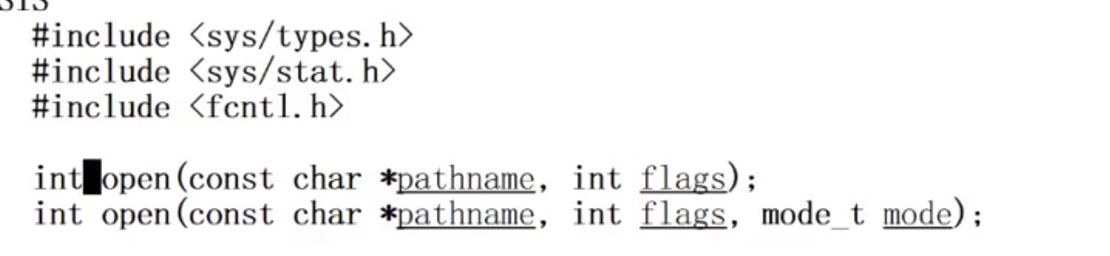 #include <sys/types.h>
#include <sys/stat.h>
#include <fcntl.h>
int open(const char *pathname, int flags);
int open(const char *pathname, int flags, mode_t mode);